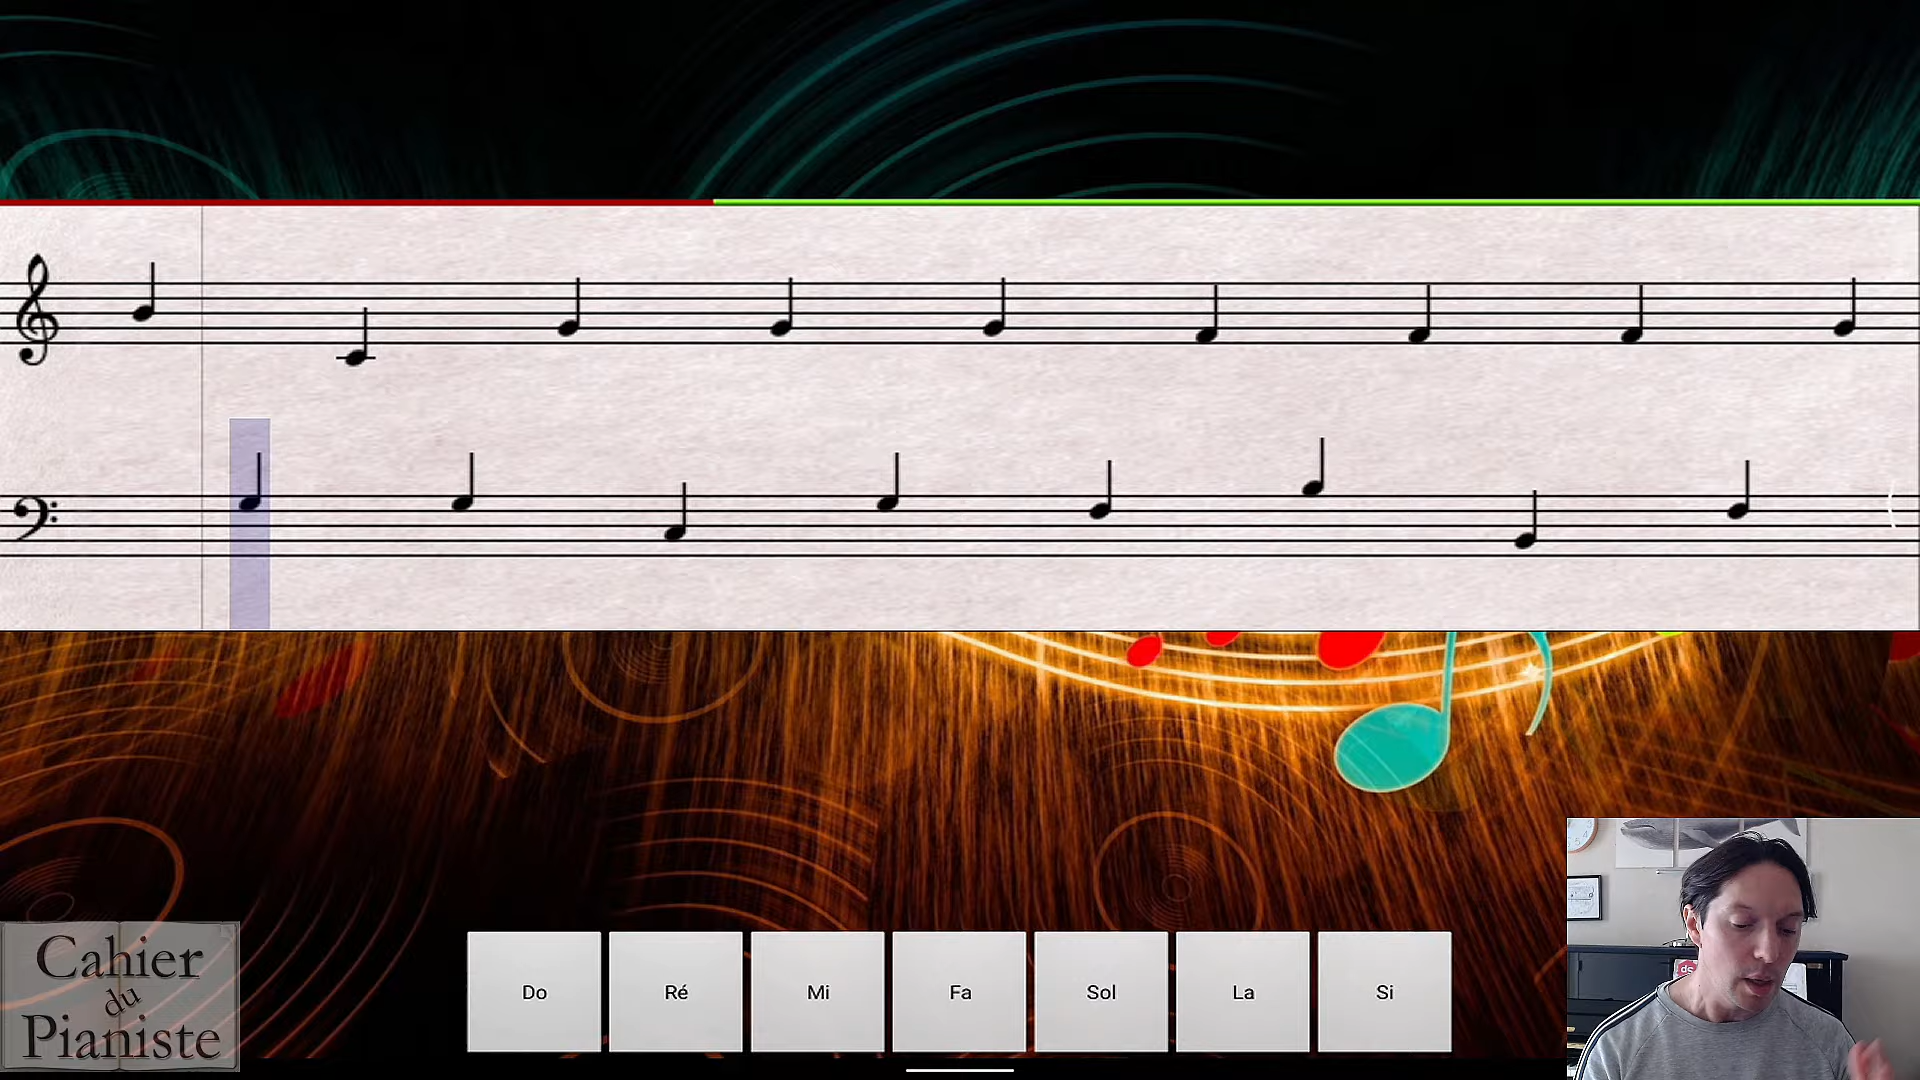 Do
Ré
Mi
Fa
Sol
La
Si
Cahier
du
Pianiste